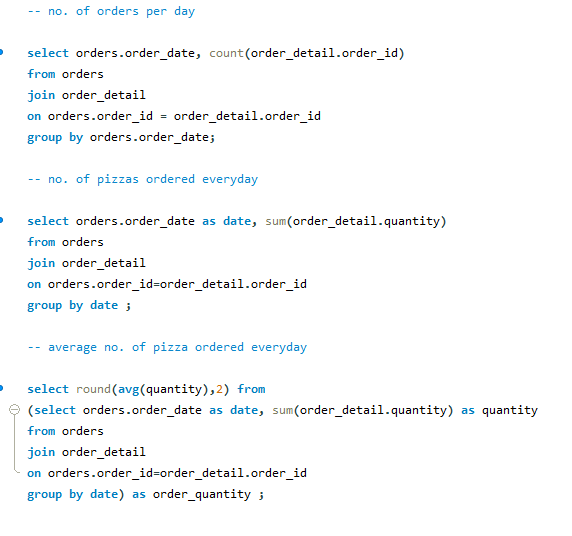 -- no. of orders per day
select orders.order_date, count(order_detail.order_id)
from orders
join order_detail
on orders.order_id = order_detail.order_id
group by orders.order_date;
-- no. of pizzas ordered everyday
select orders.order_date as date, sum(order_detail.quantity)
from orders
join order_detail
on orders.order_id=order_detail.order_id
group by date ;
-- average no. of pizza ordered everyday
select round(avg(quantity),2) from
(select orders.order_date as date, sum(order_detail.quantity) as quantity
from orders
join order_detail
on orders.order_id=order_detail.order_id
group by date) as order_quantity ;